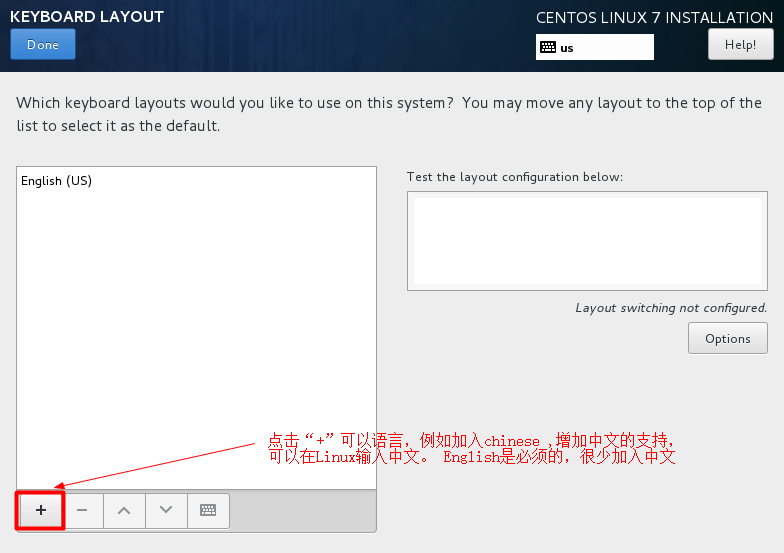 KEYBOARD LAYOUT
CENTOS LINUX 7 INSTALLATION
Done
us
Help!
Which keyboard layouts would you like to use on this system? You may move any layout to the top of the
list to select it as the default.
English (US)
Test the layout configuration below:
Layout switching not configured.
Options
点击“+”可以语言，例如加入chinese ,增加中文的支持，
可以在Linux输入中文。 English是必须的，很少加入中文